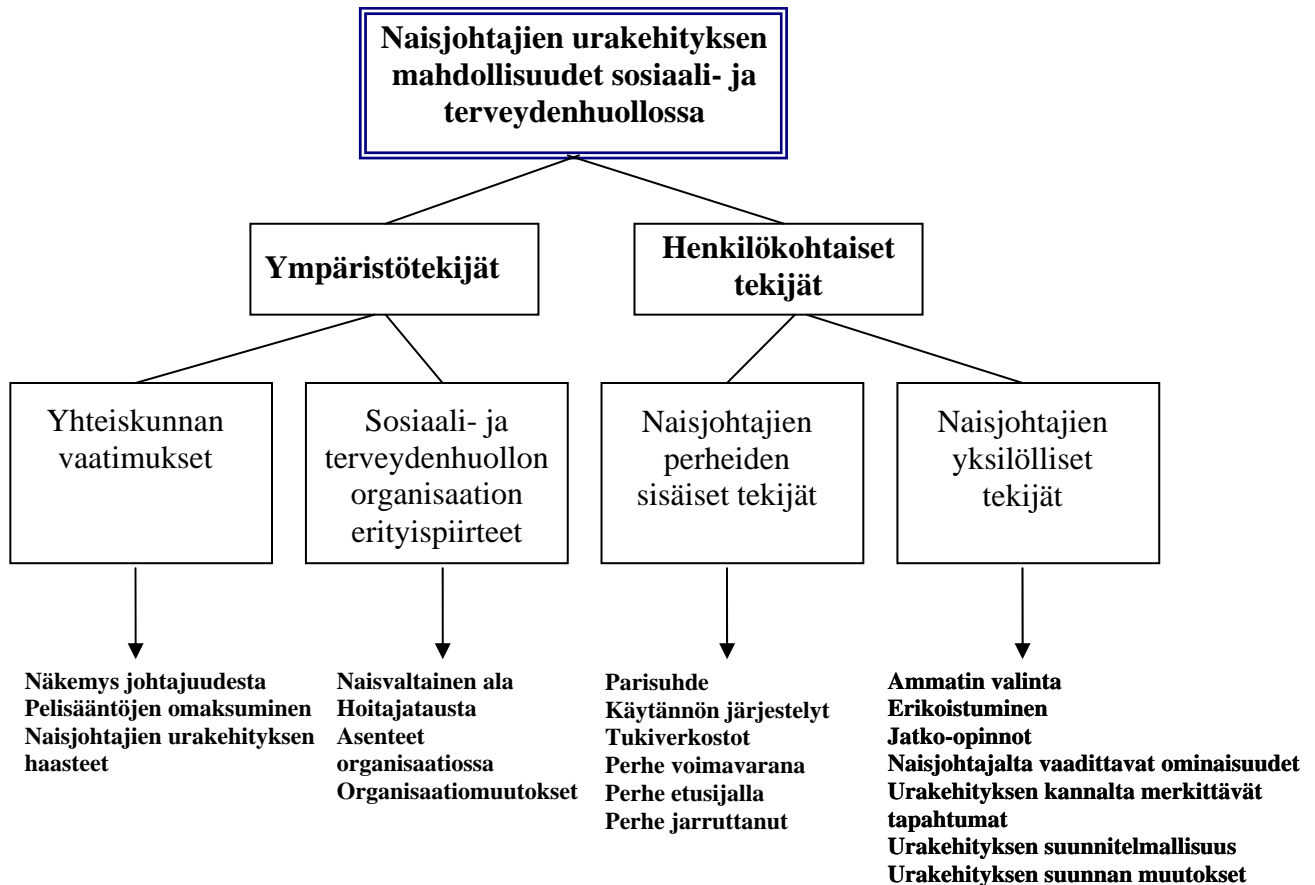 Naisjohtajien urakehityksen
mahdollisuudet sosiaali- ja
terveydenhuollossa
Ympäristötekijät
Henkilökohtaiset
tekijät
Yhteiskunnan
vaatimukset
Sosiaali- ja
terveydenhuollon
organisaation
erityispiirteet
Naisjohtajien
perheiden
sisäiset tekijät
Naisjohtajien
yksilölliset
tekijät
Näkemys johtajuudesta
Pelisääntöjen omaksuminen
Naisjohtajien urakehityksen
haasteet
Naisvaltainen ala
Hoitajatausta
Asenteet
organisaatiossa
Organisaatiomuutokset
Parisuhde
Käytännön järjestelyt
Tukiverkostot
Perhe voimavarana
Perhe etusijalla
Perhe jarruttanut
Ammatin valinta
Erikoistuminen
Jatko-opinnot
Naisjohtajalta vaadittavat ominaisuudet
Urakehityksen kannalta merkittävät
tapahtumat
Urakehityksen suunnitelmallisuus
Urakehityksen suunnan muutokset